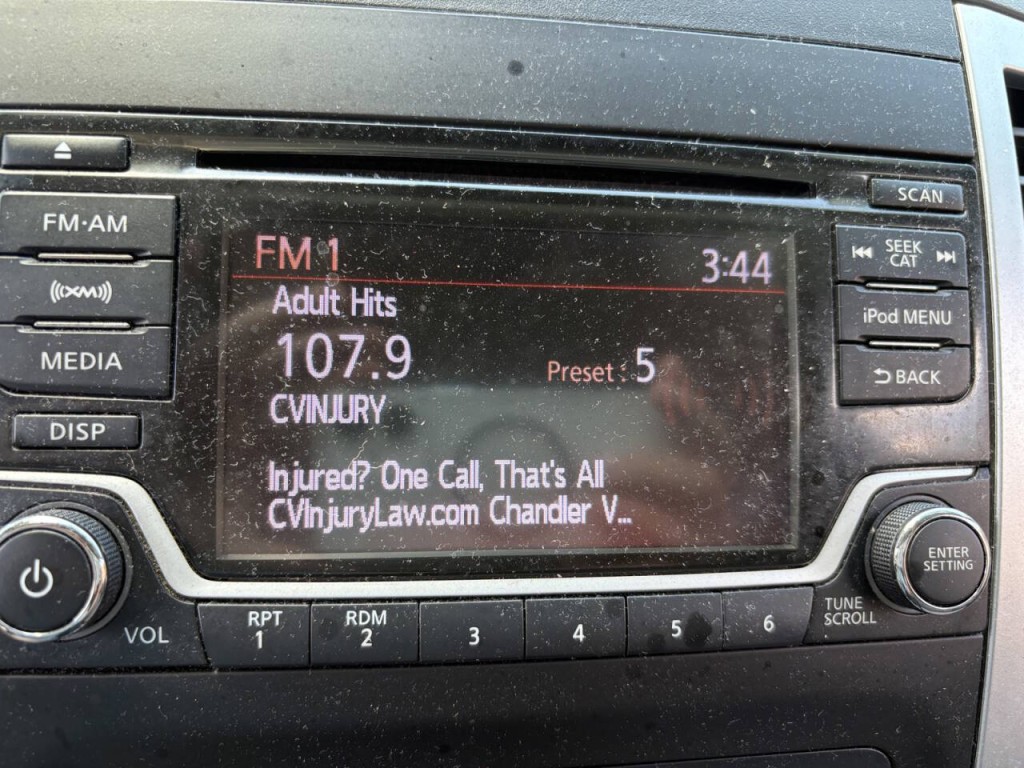 SCAN
FM·AM
SEEK
CAT
FM 1
3:44
((XM))
Adult Hits
iPod MENU
107.9
MEDIA
Preset : 5
BACK
CVINJURY
DISP
Injured? One Call, That's All
CVInjuryLaw.com Chandler V...
ENTER
SETTING
VOL
RPT
1
RDM
2
3
4
5
6
TUNE
SCROLL